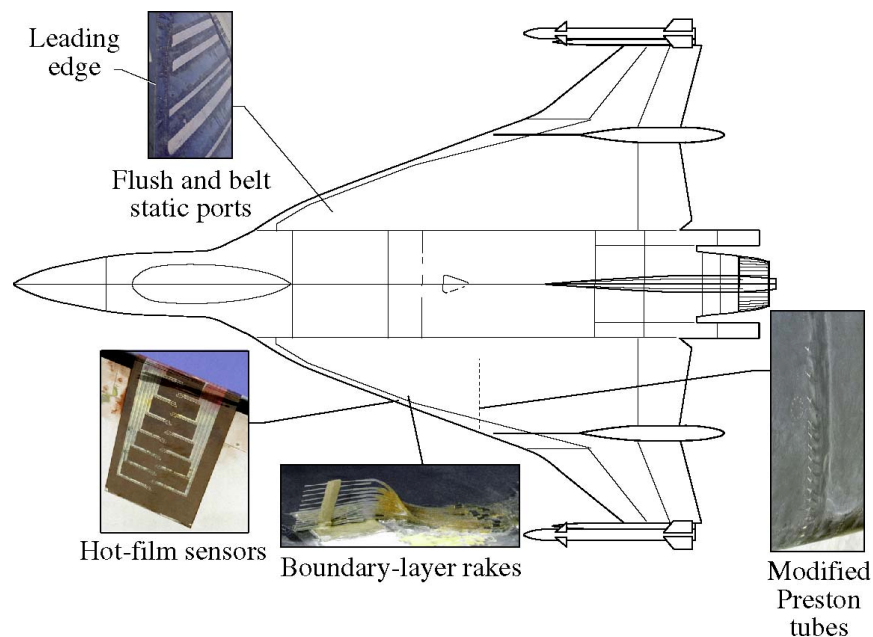 Leading
edge
Flush and belt
static ports
Hot-film sensors
Boundary-layer rakes
Modified
Preston
tubes